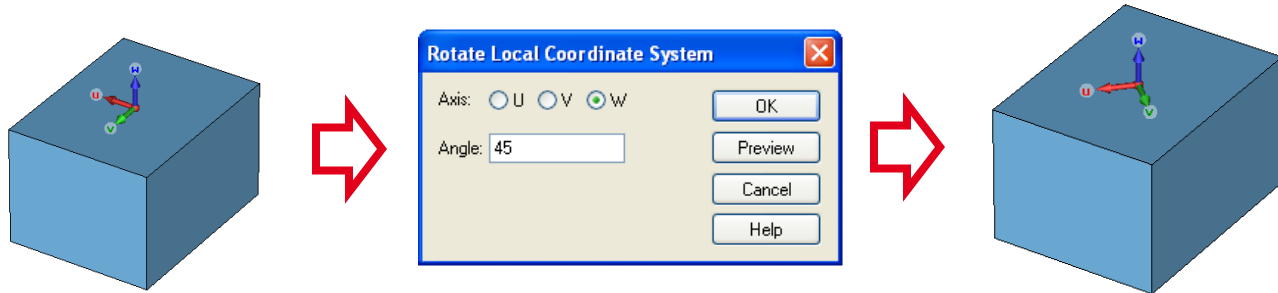 W
U
V
Rotate Local Coordinate System
Axis: U V W
Angle: 45
OK
Preview
Cancel
Help
W
U
V